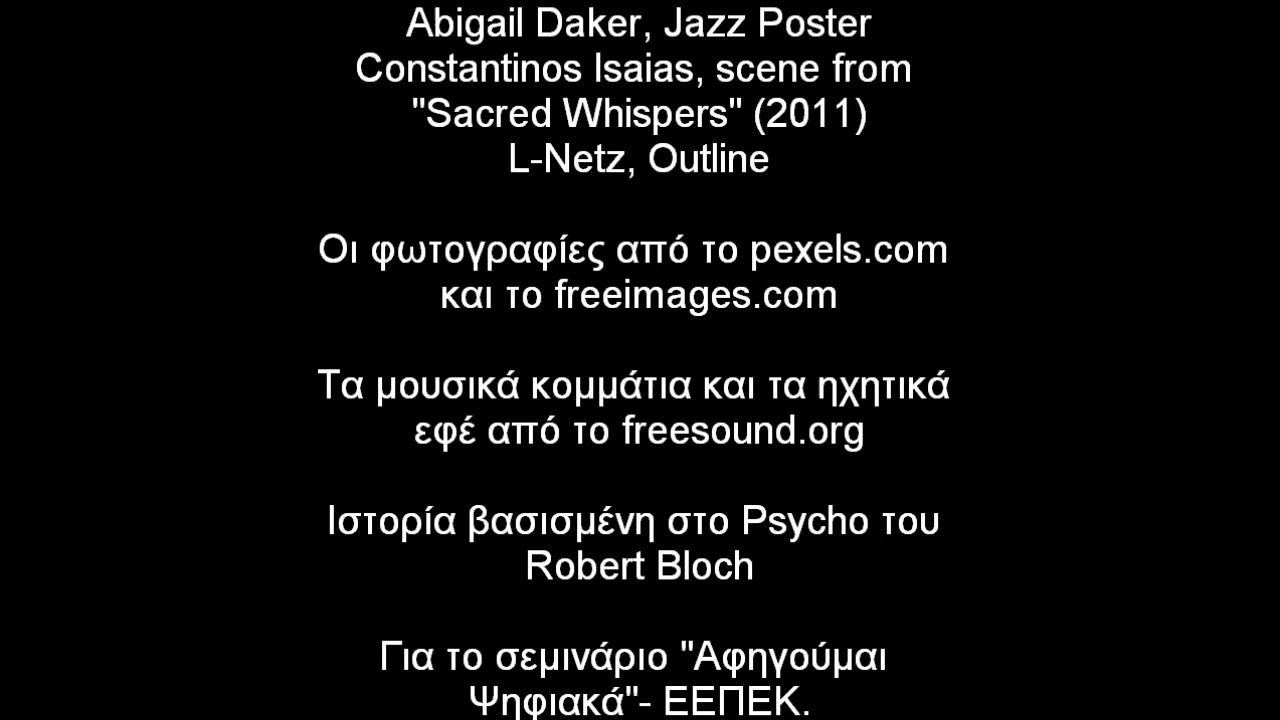 Abigail Daker, Jazz Poster
Constantinos Isaias, scene from
"Sacred Whispers" (2011)
L-Netz, Outline
Οι φωτογραφίες από το pexels.com
και το freeimages.com
Τα μουσικά κομμάτια και τα ηχητικά
εφέ από το freesound.org
Ιστορία βασισμένη στο Psycho του
Robert Bloch
Για το σεμινάριο "Αφηγούμαι
Ψηφιακά"- ΕΕΠΕΚ.